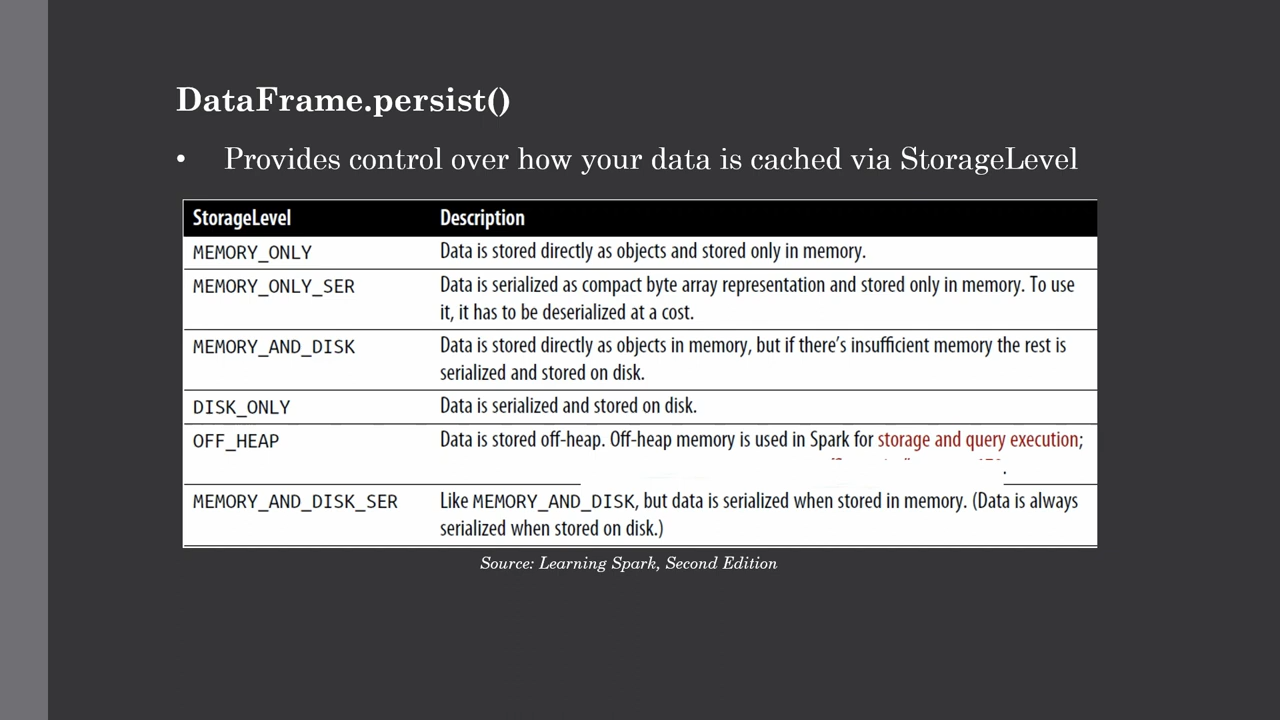 DataFrame.persist()
• Provides control over how your data is cached via StorageLevel
StorageLevel Description
MEMORY_ONLY Data is stored directly as objects and stored only in memory.
MEMORY_ONLY_SER Data is serialized as compact byte array representation and stored only in memory. To use
it, it has to be deserialized at a cost.
MEMORY_AND_DISK Data is stored directly as objects in memory, but if there's insufficient memory the rest is
serialized and stored on disk.
DISK_ONLY Data is serialized and stored on disk.
OFF_HEAP Data is stored off-heap. Off-heap memory is used in Spark for storage and query execution;
MEMORY_AND_DISK_SER Like MEMORY_AND_DISK, but data is serialized when stored in memory. (Data is always
serialized when stored on disk.)
Source: Learning Spark, Second Edition